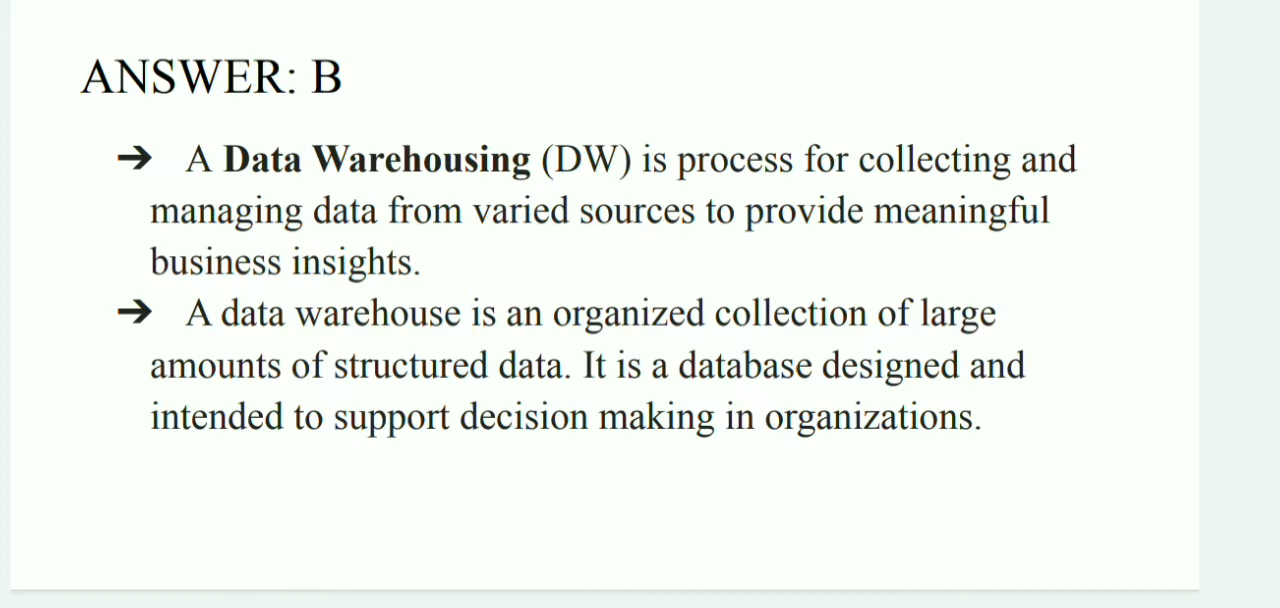 ANSWER: B
➔ A Data Warehousing (DW) is process for collecting and
managing data from varied sources to provide meaningful
business insights.
➔ A data warehouse is an organized collection of large
amounts of structured data. It is a database designed and
intended to support decision making in organizations.